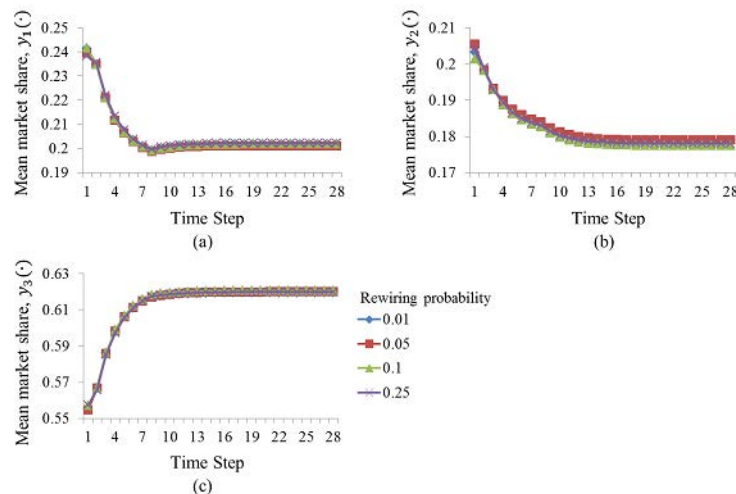 Mean market share, y₁(·)
0.25
0.24
0.23
0.22
0.21
0.2
0.19
1 4 7 10 13 16 19 22 25 28
Time Step
(a)
Mean market share, y₂(·)
0.21
0.2
0.19
0.18
0.17
1 4 7 10 13 16 19 22 25 28
Time Step
(b)
Mean market share, y₃(·)
0.63
0.61
0.59
0.57
0.55
1 4 7 10 13 16 19 22 25 28
Time Step
(c)
Rewiring probability
0.01
0.05
0.1
0.25